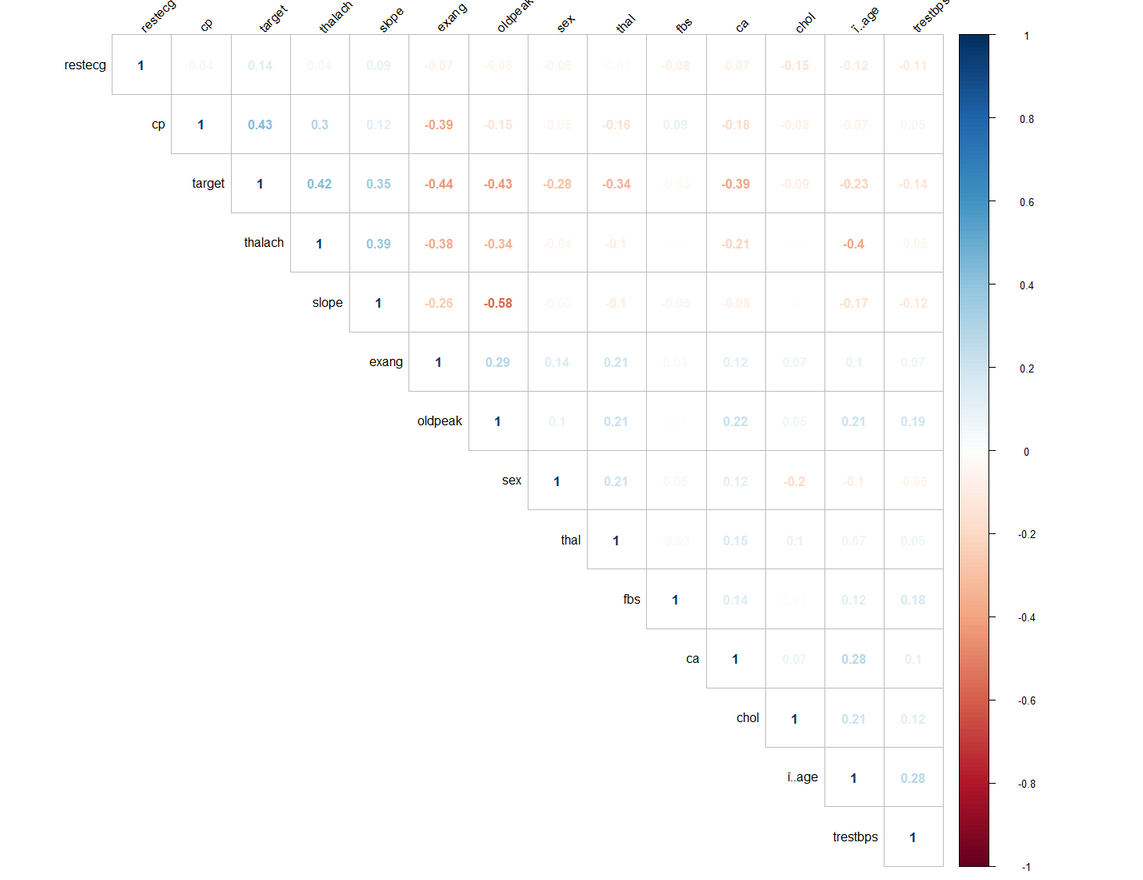 restecg cp target thalach slope exang oldpeak sex thal fbs ca chol ï..age trestbps
restecg 1 0.04 0.14 0.04 0.09 -0.07 -0.06 -0.06 -0.08 -0.07 -0.15 -0.12 -0.11 1
cp 1 0.43 0.3 0.12 -0.39 -0.15 -0.06 -0.16 0.09 -0.18 -0.08 -0.07 0.05 0.8
target 1 0.42 0.35 -0.44 -0.43 -0.28 -0.34 -0.03 -0.39 -0.09 -0.23 -0.14
thalach 1 0.39 -0.38 -0.34 -0.04 -0.1 -0.21 -0.4 -0.05 0.6
slope 1 -0.26 -0.58 -0.03 -0.1 -0.06 -0.08 -0.17 -0.12 0.4
exang 1 0.29 0.14 0.21 0.03 0.12 0.07 0.1 0.07 0.2
oldpeak 1 0.1 0.21 0.22 0.05 0.21 0.19 0
sex 1 0.21 0.05 0.12 -0.2 -0.1 -0.06
thal 1 -0.03 0.15 0.1 0.07 0.06 -0.2
fbs 1 0.14 0.12 0.18 -0.4
ca 1 0.07 0.28 0.1
chol 1 0.21 0.12 -0.6
ï..age 1 0.28 -0.8
trestbps 1
-1